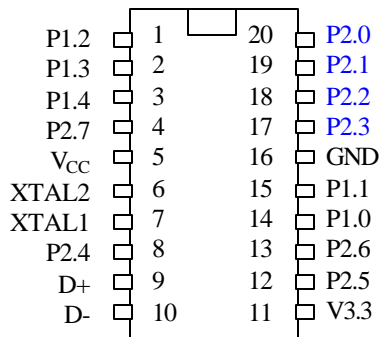 P1.2 1 20 P2.0
P1.3 2 19 P2.1
P1.4 3 18 P2.2
P2.7 4 17 P2.3
VCC 5 16 GND
XTAL2 6 15 P1.1
XTAL1 7 14 P1.0
P2.4 8 13 P2.6
D+ 9 12 P2.5
D- 10 11 V3.3